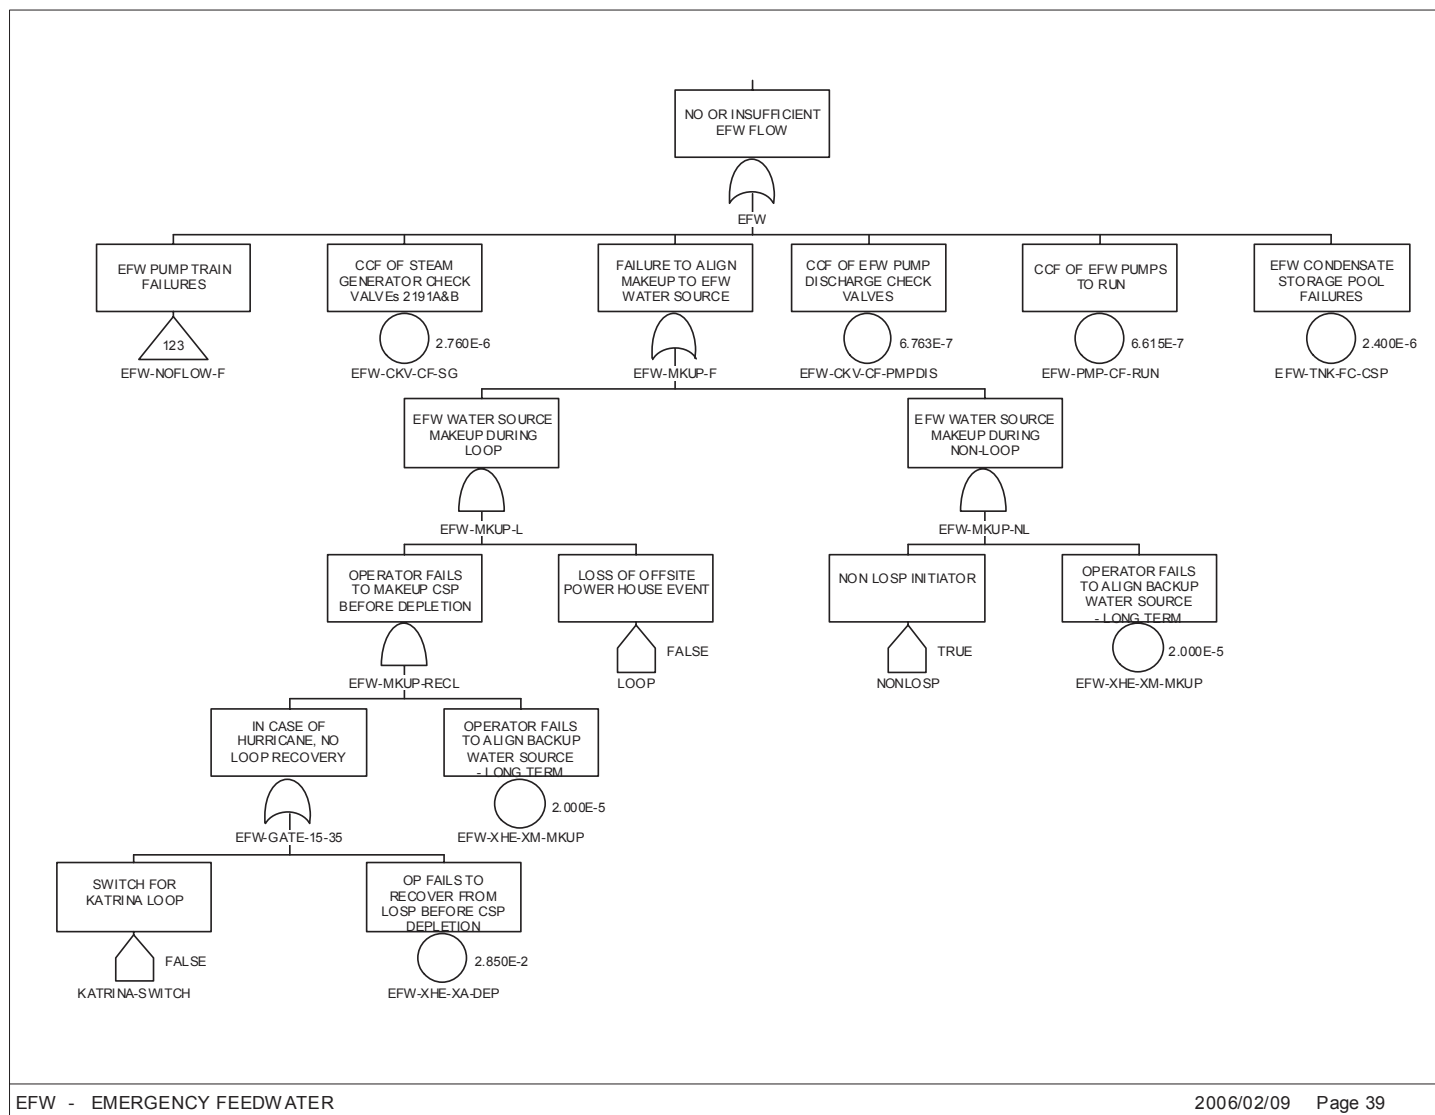 NO OR INSUFFICIENT
EFW FLOW
EFW
EFW PUMP TRAIN
FAILURES
123
EFW-NOFLOW-F
CCF OF STEAM
GENERATOR CHECK
VALVEs 2191A&B
2.760E-6
EFW-CKV-CF-SG
FAILURE TO ALIGN
MAKEUP TO EFW
WATER SOURCE
EFW-MKUP-F
CCF OF EFW PUMP
DISCHARGE CHECK
VALVES
6.763E-7
EFW-CKV-CF-PMPDIS
CCF OF EFW PUMPS
TO RUN
6.615E-7
EFW-PMP-CF-RUN
EFW CONDENSATE
STORAGE POOL
FAILURES
2.400E-6
EFW-TNK-FC-CSP
EFW WATER SOURCE
MAKEUP DURING
LOOP
EFW-MKUP-L
EFW WATER SOURCE
MAKEUP DURING
NON-LOOP
EFW-MKUP-NL
OPERATOR FAILS
TO MAKEUP CSP
BEFORE DEPLETION
EFW-MKUP-RECL
LOSS OF OFFSITE
POWER HOUSE EVENT
FALSE
LOOP
NON LOSP INITIATOR
TRUE
NONLOSP
OPERATOR FAILS
TO ALIGN BACKUP
WATER SOURCE
- LONG TERM
2.000E-5
EFW-XHE-XM-MKUP
IN CASE OF
HURRICANE, NO
LOOP RECOVERY
EFW-GATE-15-35
OPERATOR FAILS
TO ALIGN BACKUP
WATER SOURCE
- LONG TERM
2.000E-5
EFW-XHE-XM-MKUP
SWITCH FOR
KATRINA LOOP
FALSE
KATRINA-SWITCH
OP FAILS TO
RECOVER FROM
LOSP BEFORE CSP
DEPLETION
2.850E-2
EFW-XHE-XA-DEP
EFW - EMERGENCY FEEDWATER
2006/02/09 Page 39